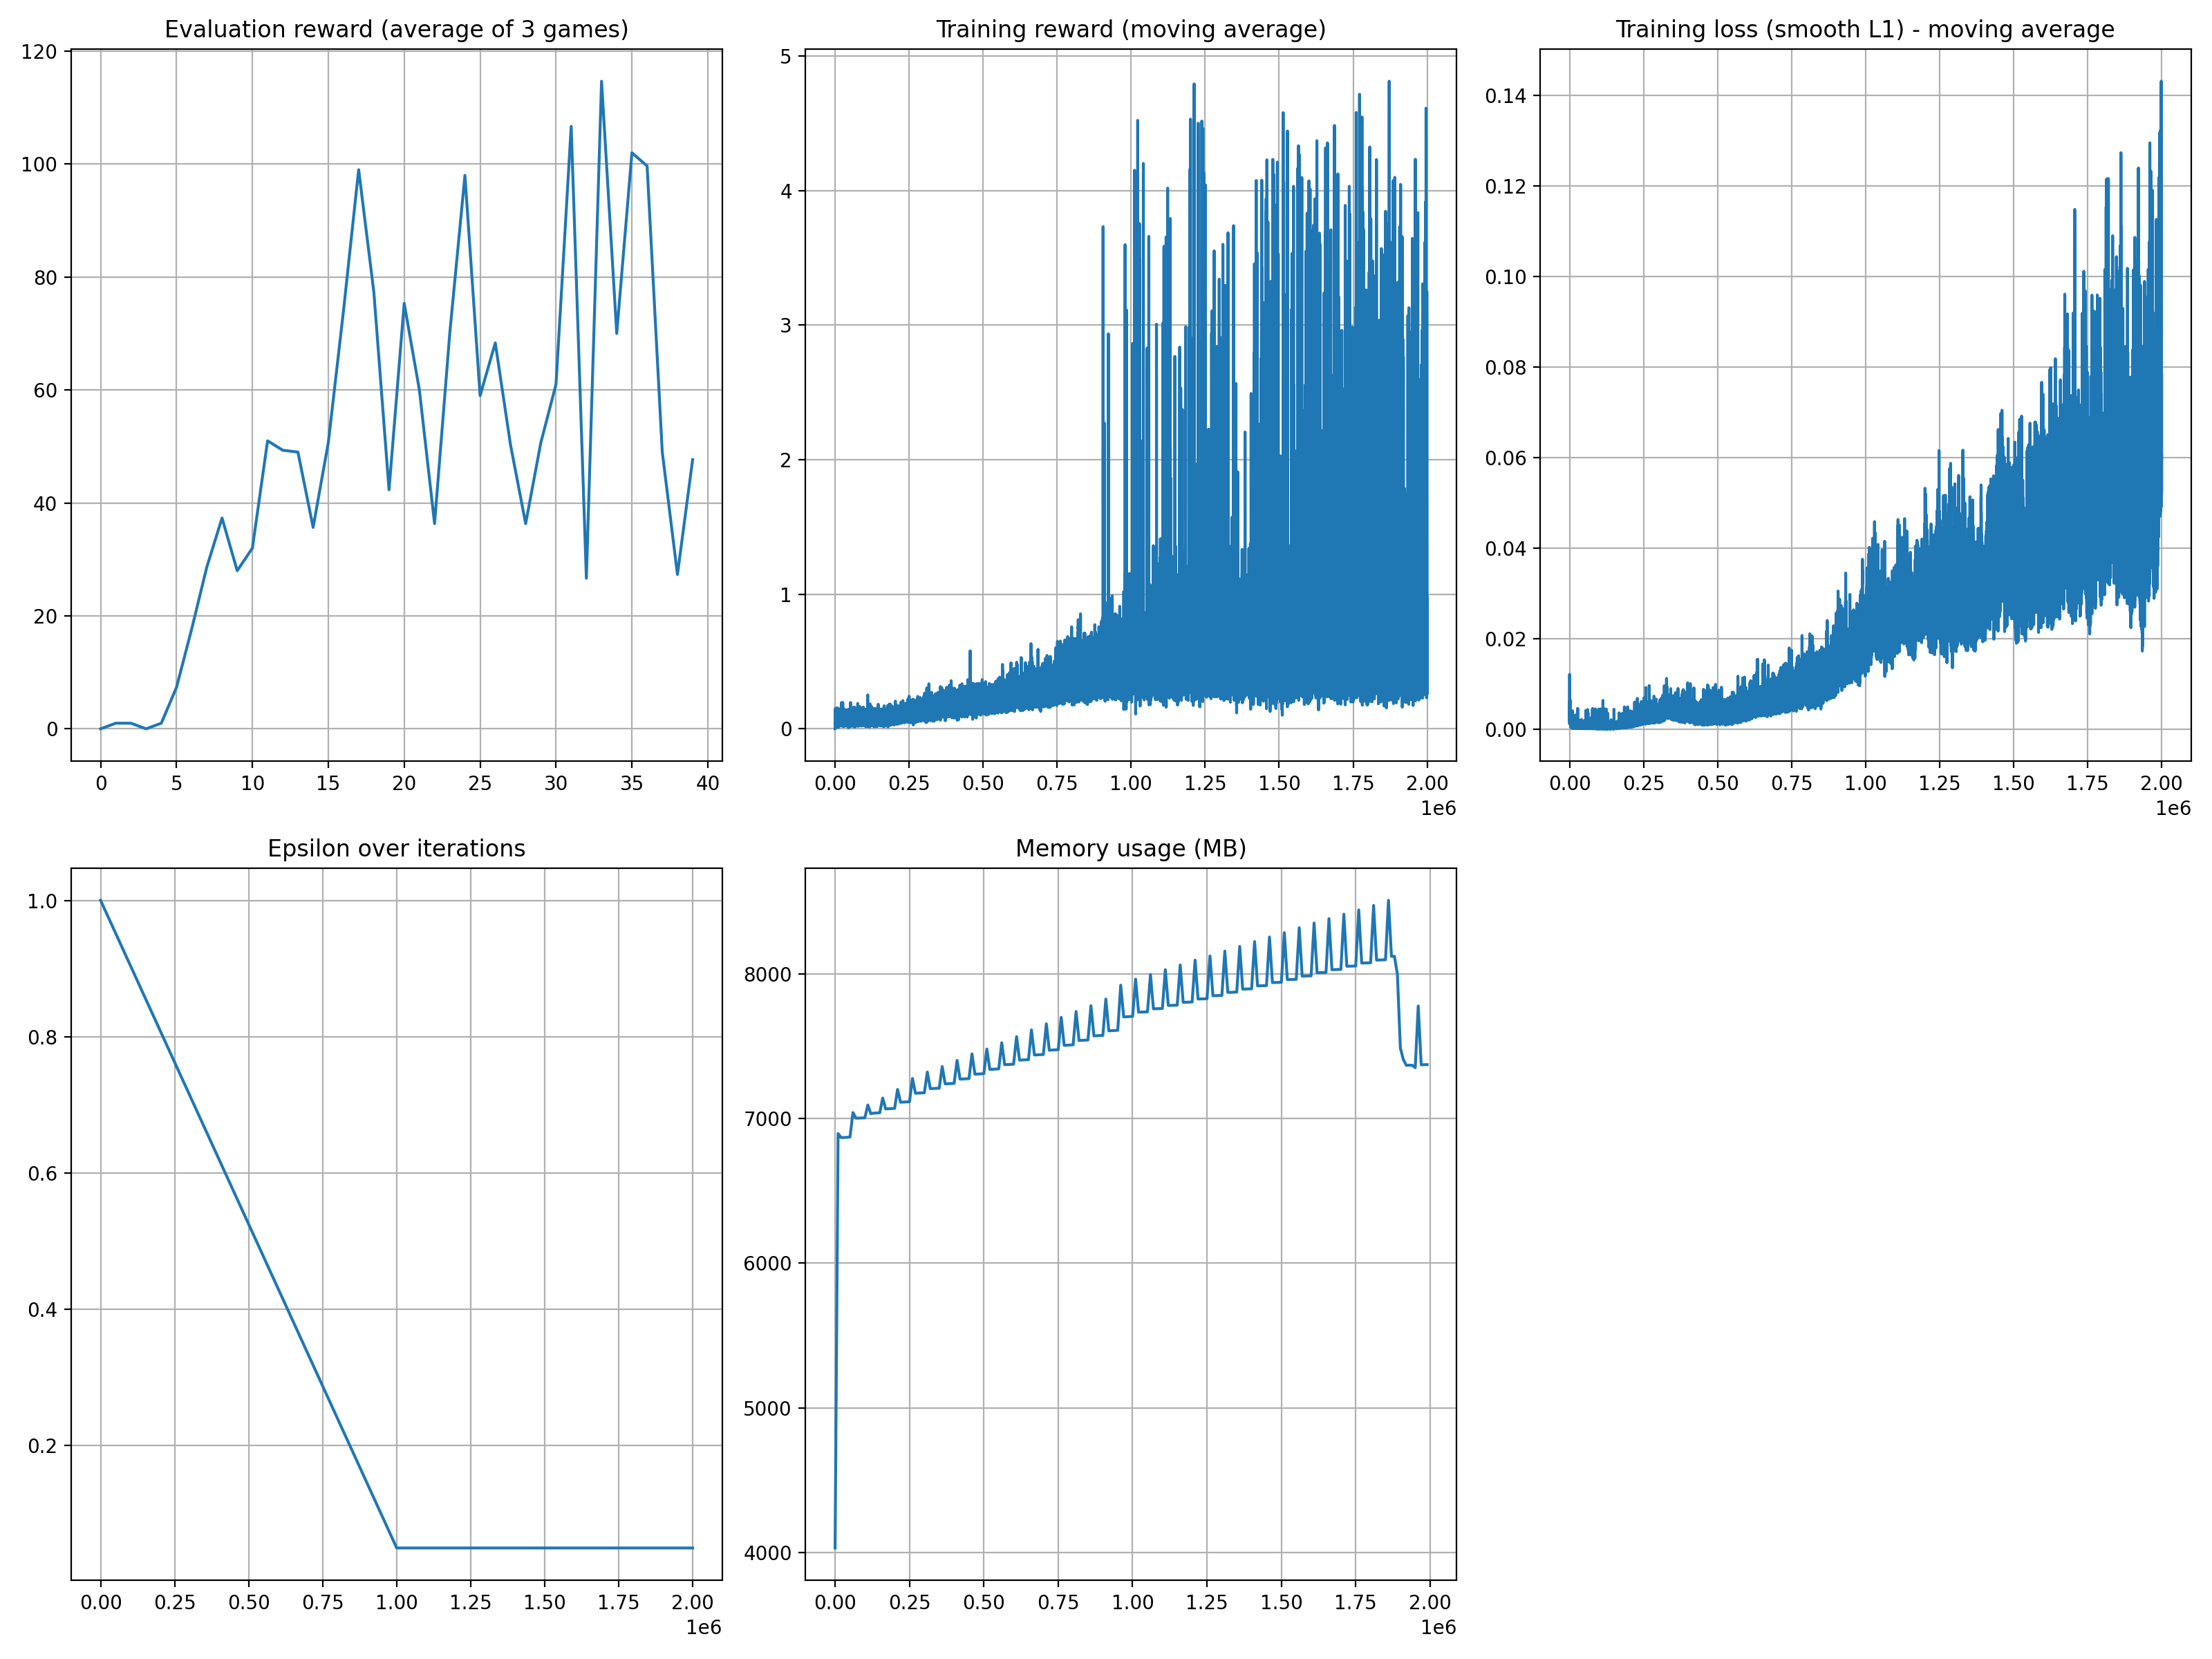 Evaluation reward (average of 3 games)
120
100
80
60
40
20
0
0 5 10 15 20 25 30 35 40
Training reward (moving average)
5
4
3
2
1
0
0.00 0.25 0.50 0.75 1.00 1.25 1.50 1.75 2.00
1e6
Training loss (smooth L1) - moving average
0.14
0.12
0.10
0.08
0.06
0.04
0.02
0.00
0.00 0.25 0.50 0.75 1.00 1.25 1.50 1.75 2.00
1e6
Epsilon over iterations
1.0
0.8
0.6
0.4
0.2
0.00 0.25 0.50 0.75 1.00 1.25 1.50 1.75 2.00
1e6
Memory usage (MB)
8000
7000
6000
5000
4000
0.00 0.25 0.50 0.75 1.00 1.25 1.50 1.75 2.00
1e6